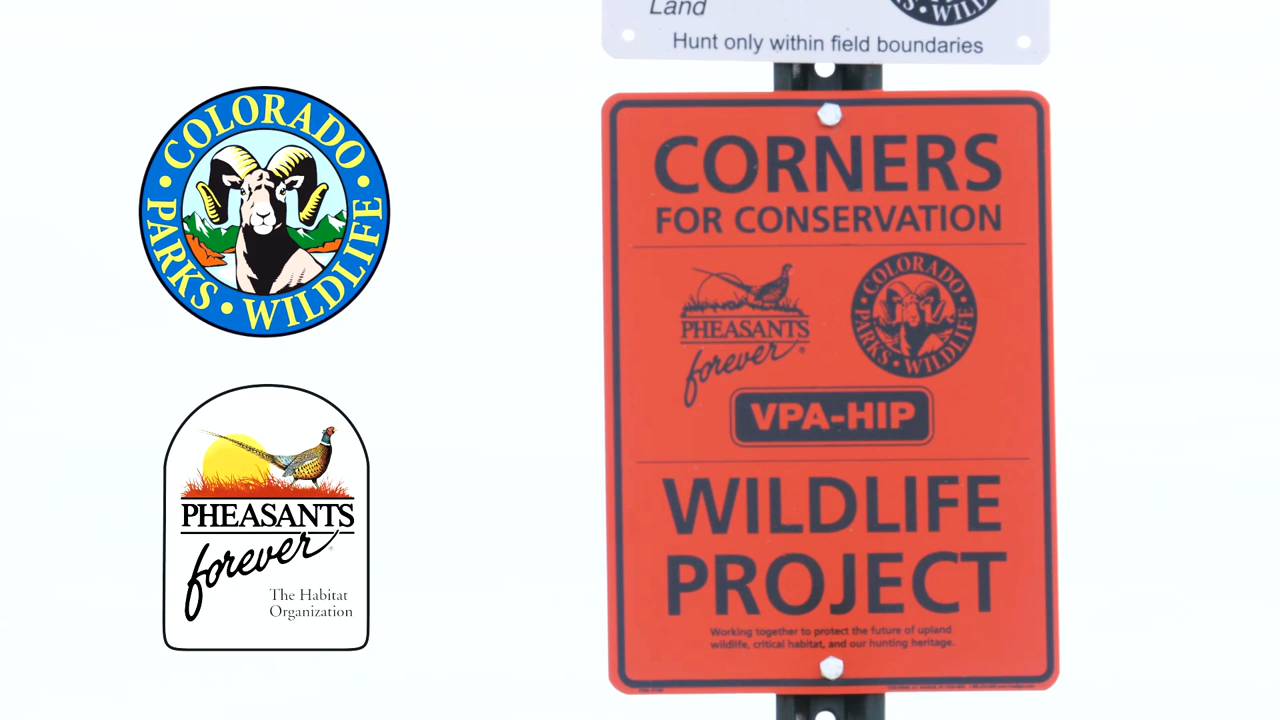 COLORADO
PARKS • WILDLIFE
PHEASANTS
forever
The Habitat
Organization
Land
WILD
Hunt only within field boundaries
CORNERS
FOR CONSERVATION
PHEASANTS
forever
COLORADO
PARKS • WILDLIFE
VPA-HIP
WILDLIFE
PROJECT
Working together to protect the future of upland
wildlife, critical habitat, and our hunting heritage.